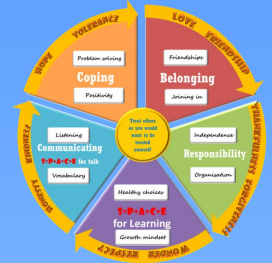 HOPE TOLERANCE
LOVE FRIENDSHIP
THANKFULNESS FORGIVENESS
WONDER RESPECT
HONESTY
Problem solving
Coping
Positivity
Friendships
Belonging
Joining in
Treat others
as you would
want to be
treated
yourself
Listening
Communicating
S-P-A-C-E for talk
Vocabulary
Independence
Responsibility
Organisation
Healthy choices
S-P-A-C-E
for Learning
Growth mindset